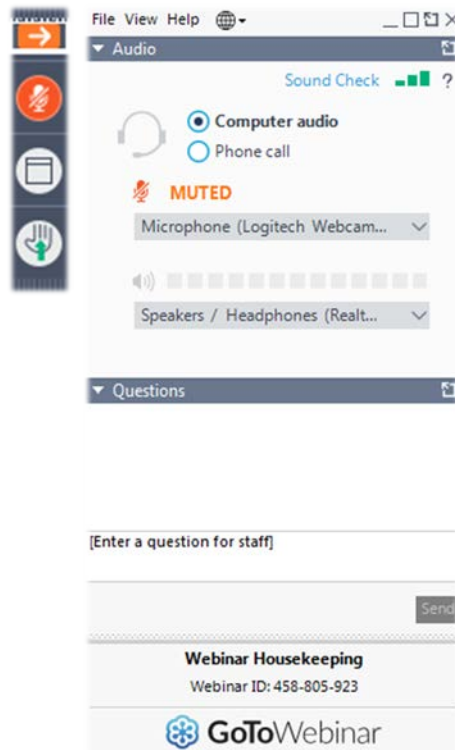 File View Help
Audio
Sound Check ?
Computer audio
Phone call
MUTED
Microphone (Logitech Webcam...
Speakers / Headphones (Realt...
Questions
[Enter a question for staff]
Send
Webinar Housekeeping
Webinar ID: 458-805-923
GoToWebinar